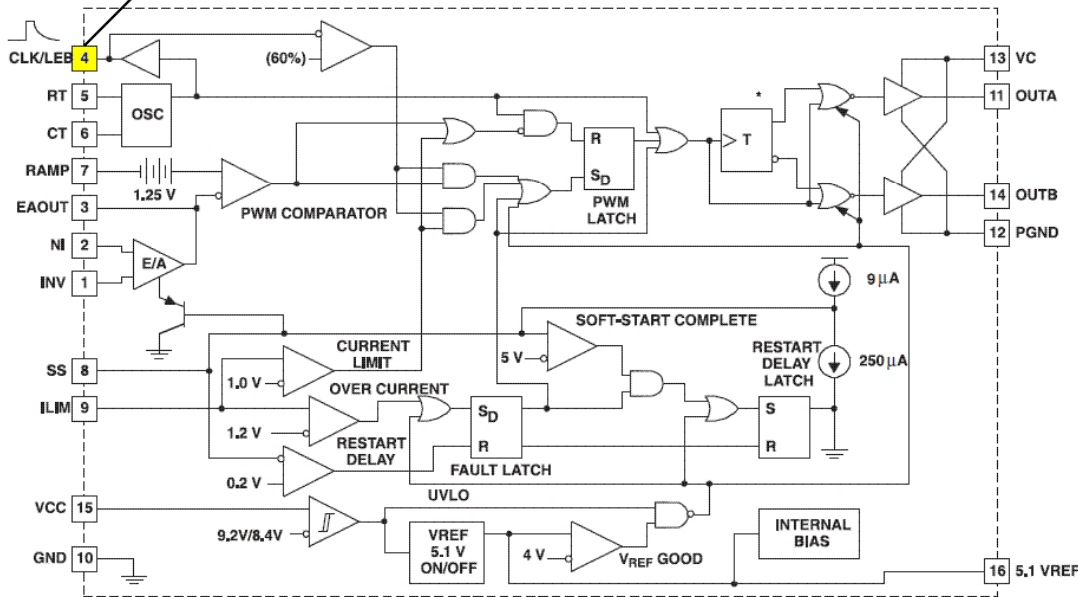 CLK/LEB 4
(60%)
13 VC
RT 5
OSC
11 OUTA
CT 6
*
R
T
RAMP 7
1.25 V
SD
EAOUT 3
PWM COMPARATOR
PWM
LATCH
14 OUTB
NI 2
12 PGND
E/A
INV 1
9 µA
SOFT-START COMPLETE
CURRENT
LIMIT
5 V
RESTART
DELAY
LATCH
250 µA
SS 8
1.0 V
OVER CURRENT
ILIM 9
SD
S
1.2 V
RESTART
DELAY
R
R
FAULT LATCH
0.2 V
UVLO
VCC 15
9.2V/8.4V
VREF
5.1 V
ON/OFF
4 V
VREF GOOD
INTERNAL
BIAS
GND 10
16 5.1 VREF